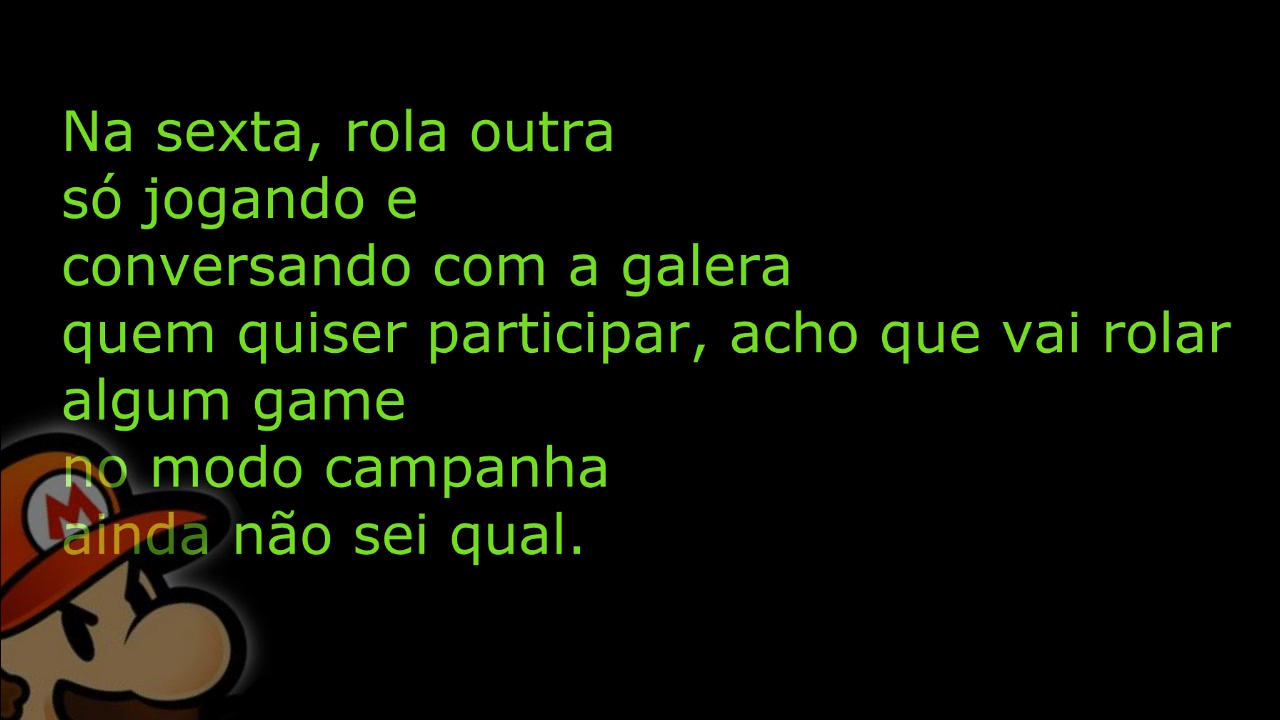 Na sexta, rola outra
só jogando e
conversando com a galera
quem quiser participar, acho que vai rolar
algum game
no modo campanha
ainda não sei qual.
M